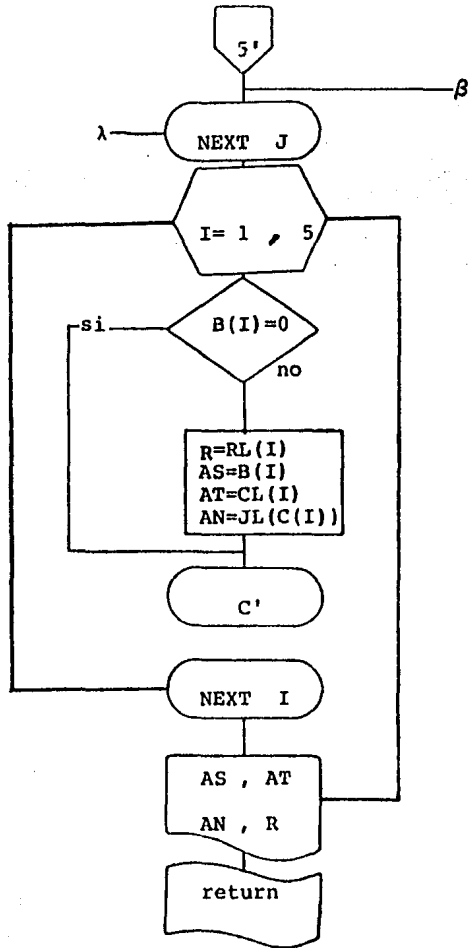 5'
β
λ
NEXT J
I= 1 , 5
B(I)=0
si
no
R=RL(I)
AS=B(I)
AT=CL(I)
AN=JL(C(I))
C'
NEXT I
AS , AT
AN , R
return